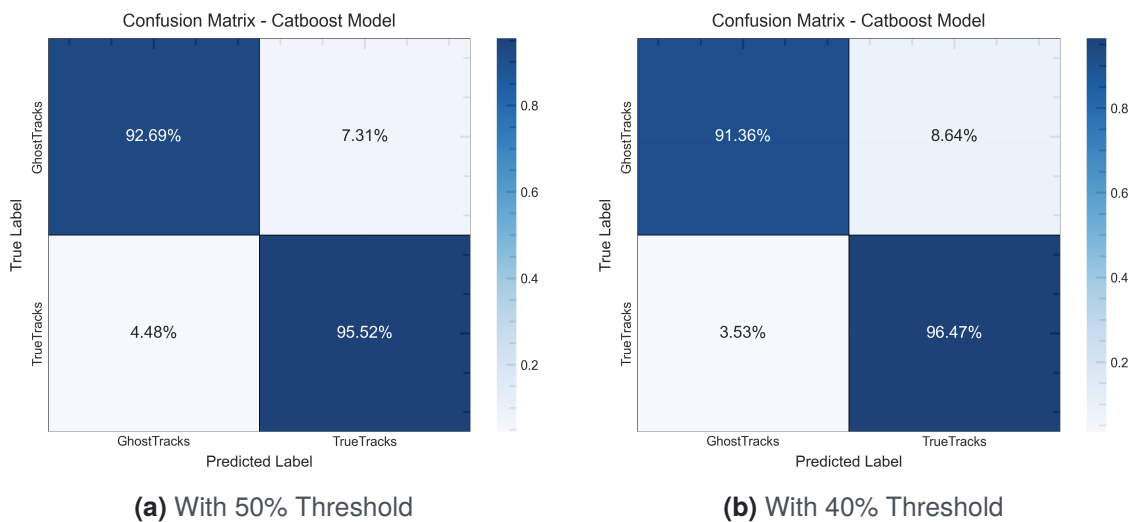 Confusion Matrix - Catboost Model
True Label
GhostTracks
TrueTracks
92.69%
7.31%
4.48%
95.52%
GhostTracks
TrueTracks
Predicted Label
0.8
0.6
0.4
0.2
(a) With 50% Threshold
Confusion Matrix - Catboost Model
True Label
GhostTracks
TrueTracks
91.36%
8.64%
3.53%
96.47%
GhostTracks
TrueTracks
Predicted Label
0.8
0.6
0.4
0.2
(b) With 40% Threshold